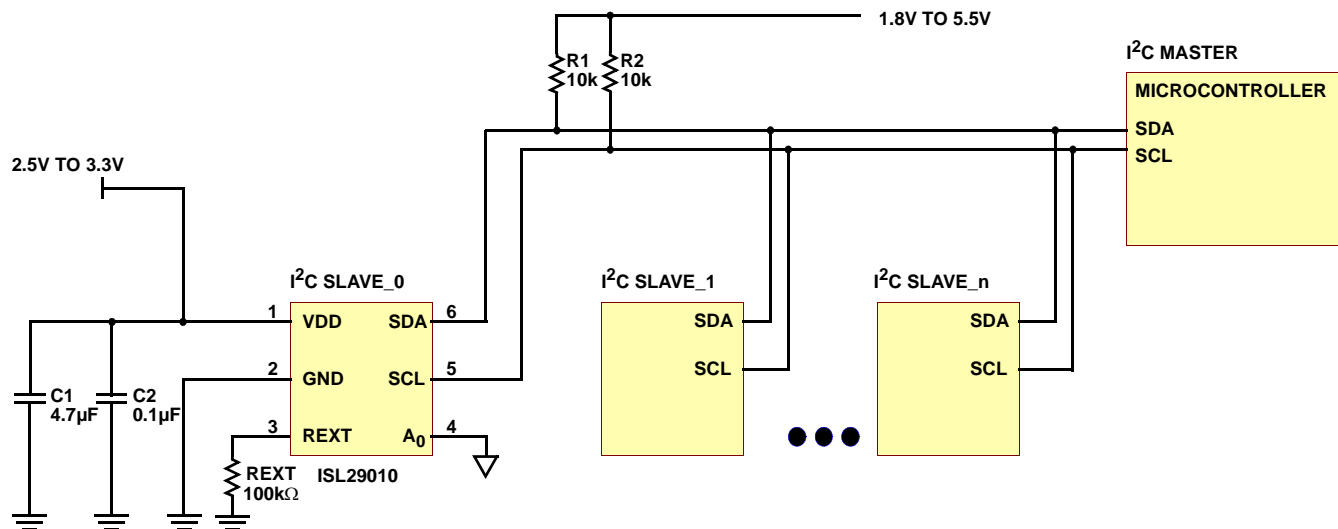 1.8V TO 5.5V
R1
10k
R2
10k
I²C MASTER
MICROCONTROLLER
SDA
SCL
2.5V TO 3.3V
I²C SLAVE_0
I²C SLAVE_1
I²C SLAVE_n
1
VDD
SDA
6
2
GND
SCL
5
3
REXT
A₀
4
SDA
SCL
SDA
SCL
C1
4.7µF
C2
0.1µF
REXT
100kΩ
ISL29010